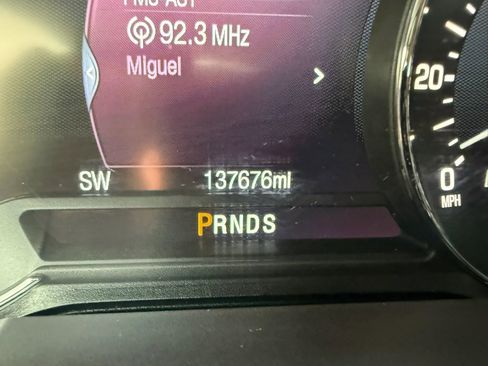 92.3 MHz
Miguel
20
SW 137676mi
0
MPH
PRNDS